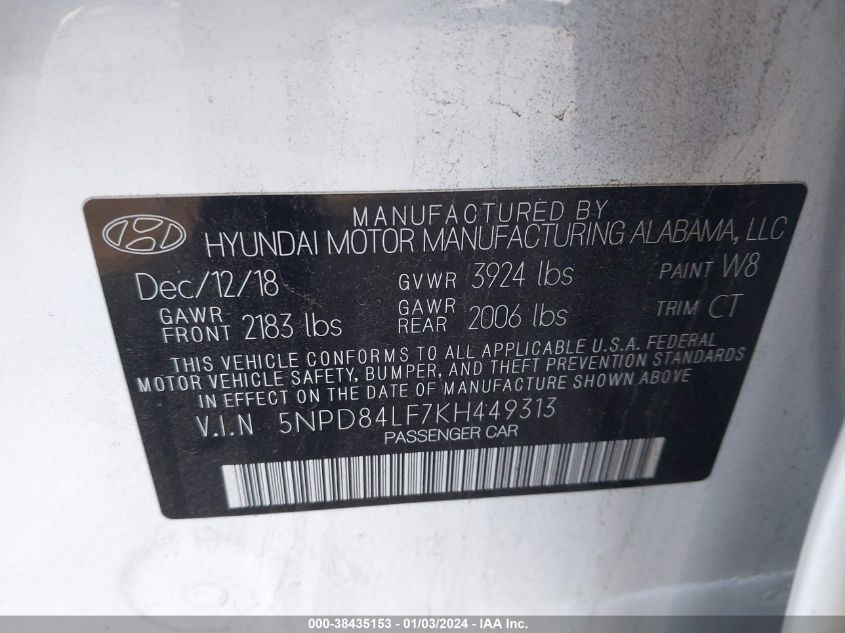 MANUFACTURED BY
HYUNDAI MOTOR MANUFACTURING ALABAMA, LLC
Dec/12/18 GVWR 3924 lbs PAINT W8
GAWR FRONT 2183 lbs GAWR REAR 2006 lbs TRIM CT
THIS VEHICLE CONFORMS TO ALL APPLICABLE U.S.A. FEDERAL
MOTOR VEHICLE SAFETY, BUMPER, AND THEFT PREVENTION STANDARDS
IN EFFECT ON THE DATE OF MANUFACTURE SHOWN ABOVE.
V.I.N 5NPD84LF7KH449313
PASSENGER CAR
000-38435153 - 01/03/2024 - IAA Inc.